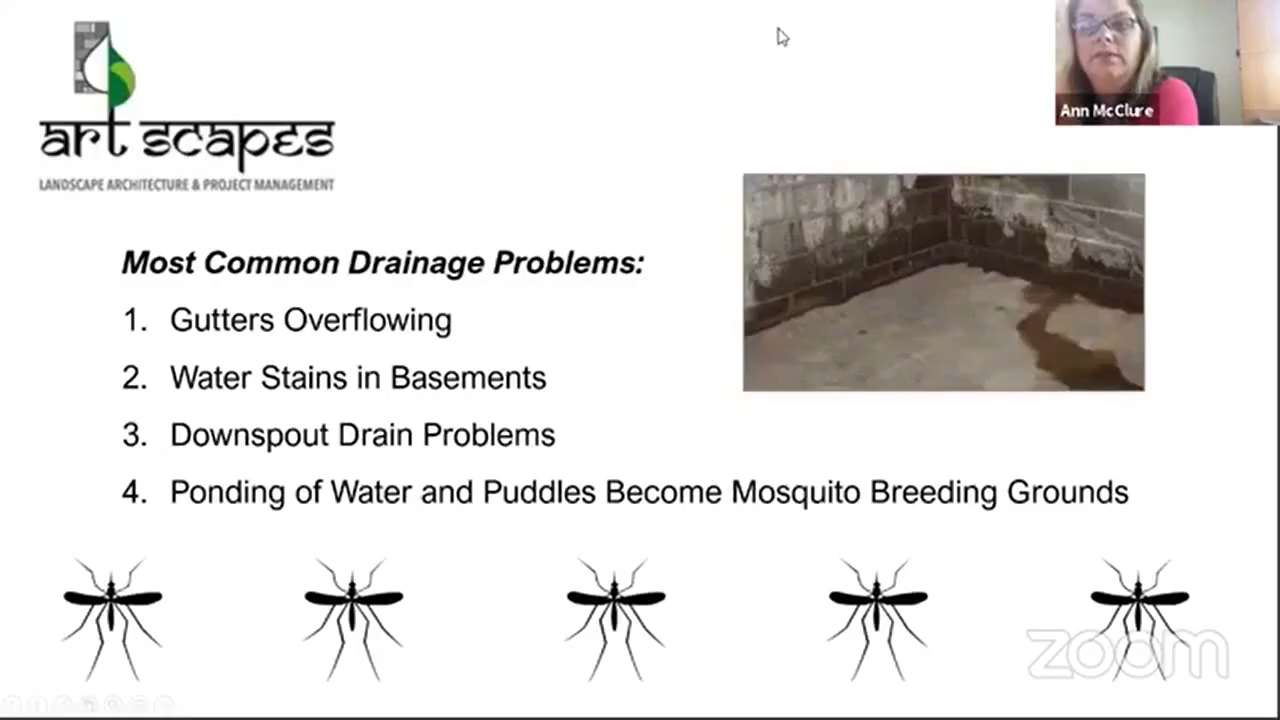 art scapes
LANDSCAPE ARCHITECTURE & PROJECT MANAGEMENT
Ann McClure
Most Common Drainage Problems:
1. Gutters Overflowing
2. Water Stains in Basements
3. Downspout Drain Problems
4. Ponding of Water and Puddles Become Mosquito Breeding Grounds
zoom